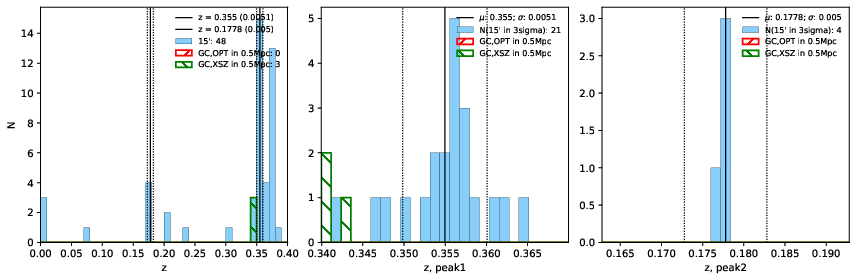 z = 0.355 (0.0051)
z = 0.1778 (0.005)
15': 48
GC,OPT in 0.5Mpc: 0
GC,XSZ in 0.5Mpc: 3
N
14
12
10
8
6
4
2
0
0.00 0.05 0.10 0.15 0.20 0.25 0.30 0.35 0.40
z
μ: 0.355; σ: 0.0051
N(15' in 3sigma): 21
GC,OPT in 0.5Mpc
GC,XSZ in 0.5Mpc
5
4
3
2
1
0
0.340 0.345 0.350 0.355 0.360 0.365
z, peak1
μ: 0.1778; σ: 0.005
N(15' in 3sigma): 4
GC,OPT in 0.5Mpc
GC,XSZ in 0.5Mpc
3.0
2.5
2.0
1.5
1.0
0.5
0.0
0.165 0.170 0.175 0.180 0.185 0.190
z, peak2